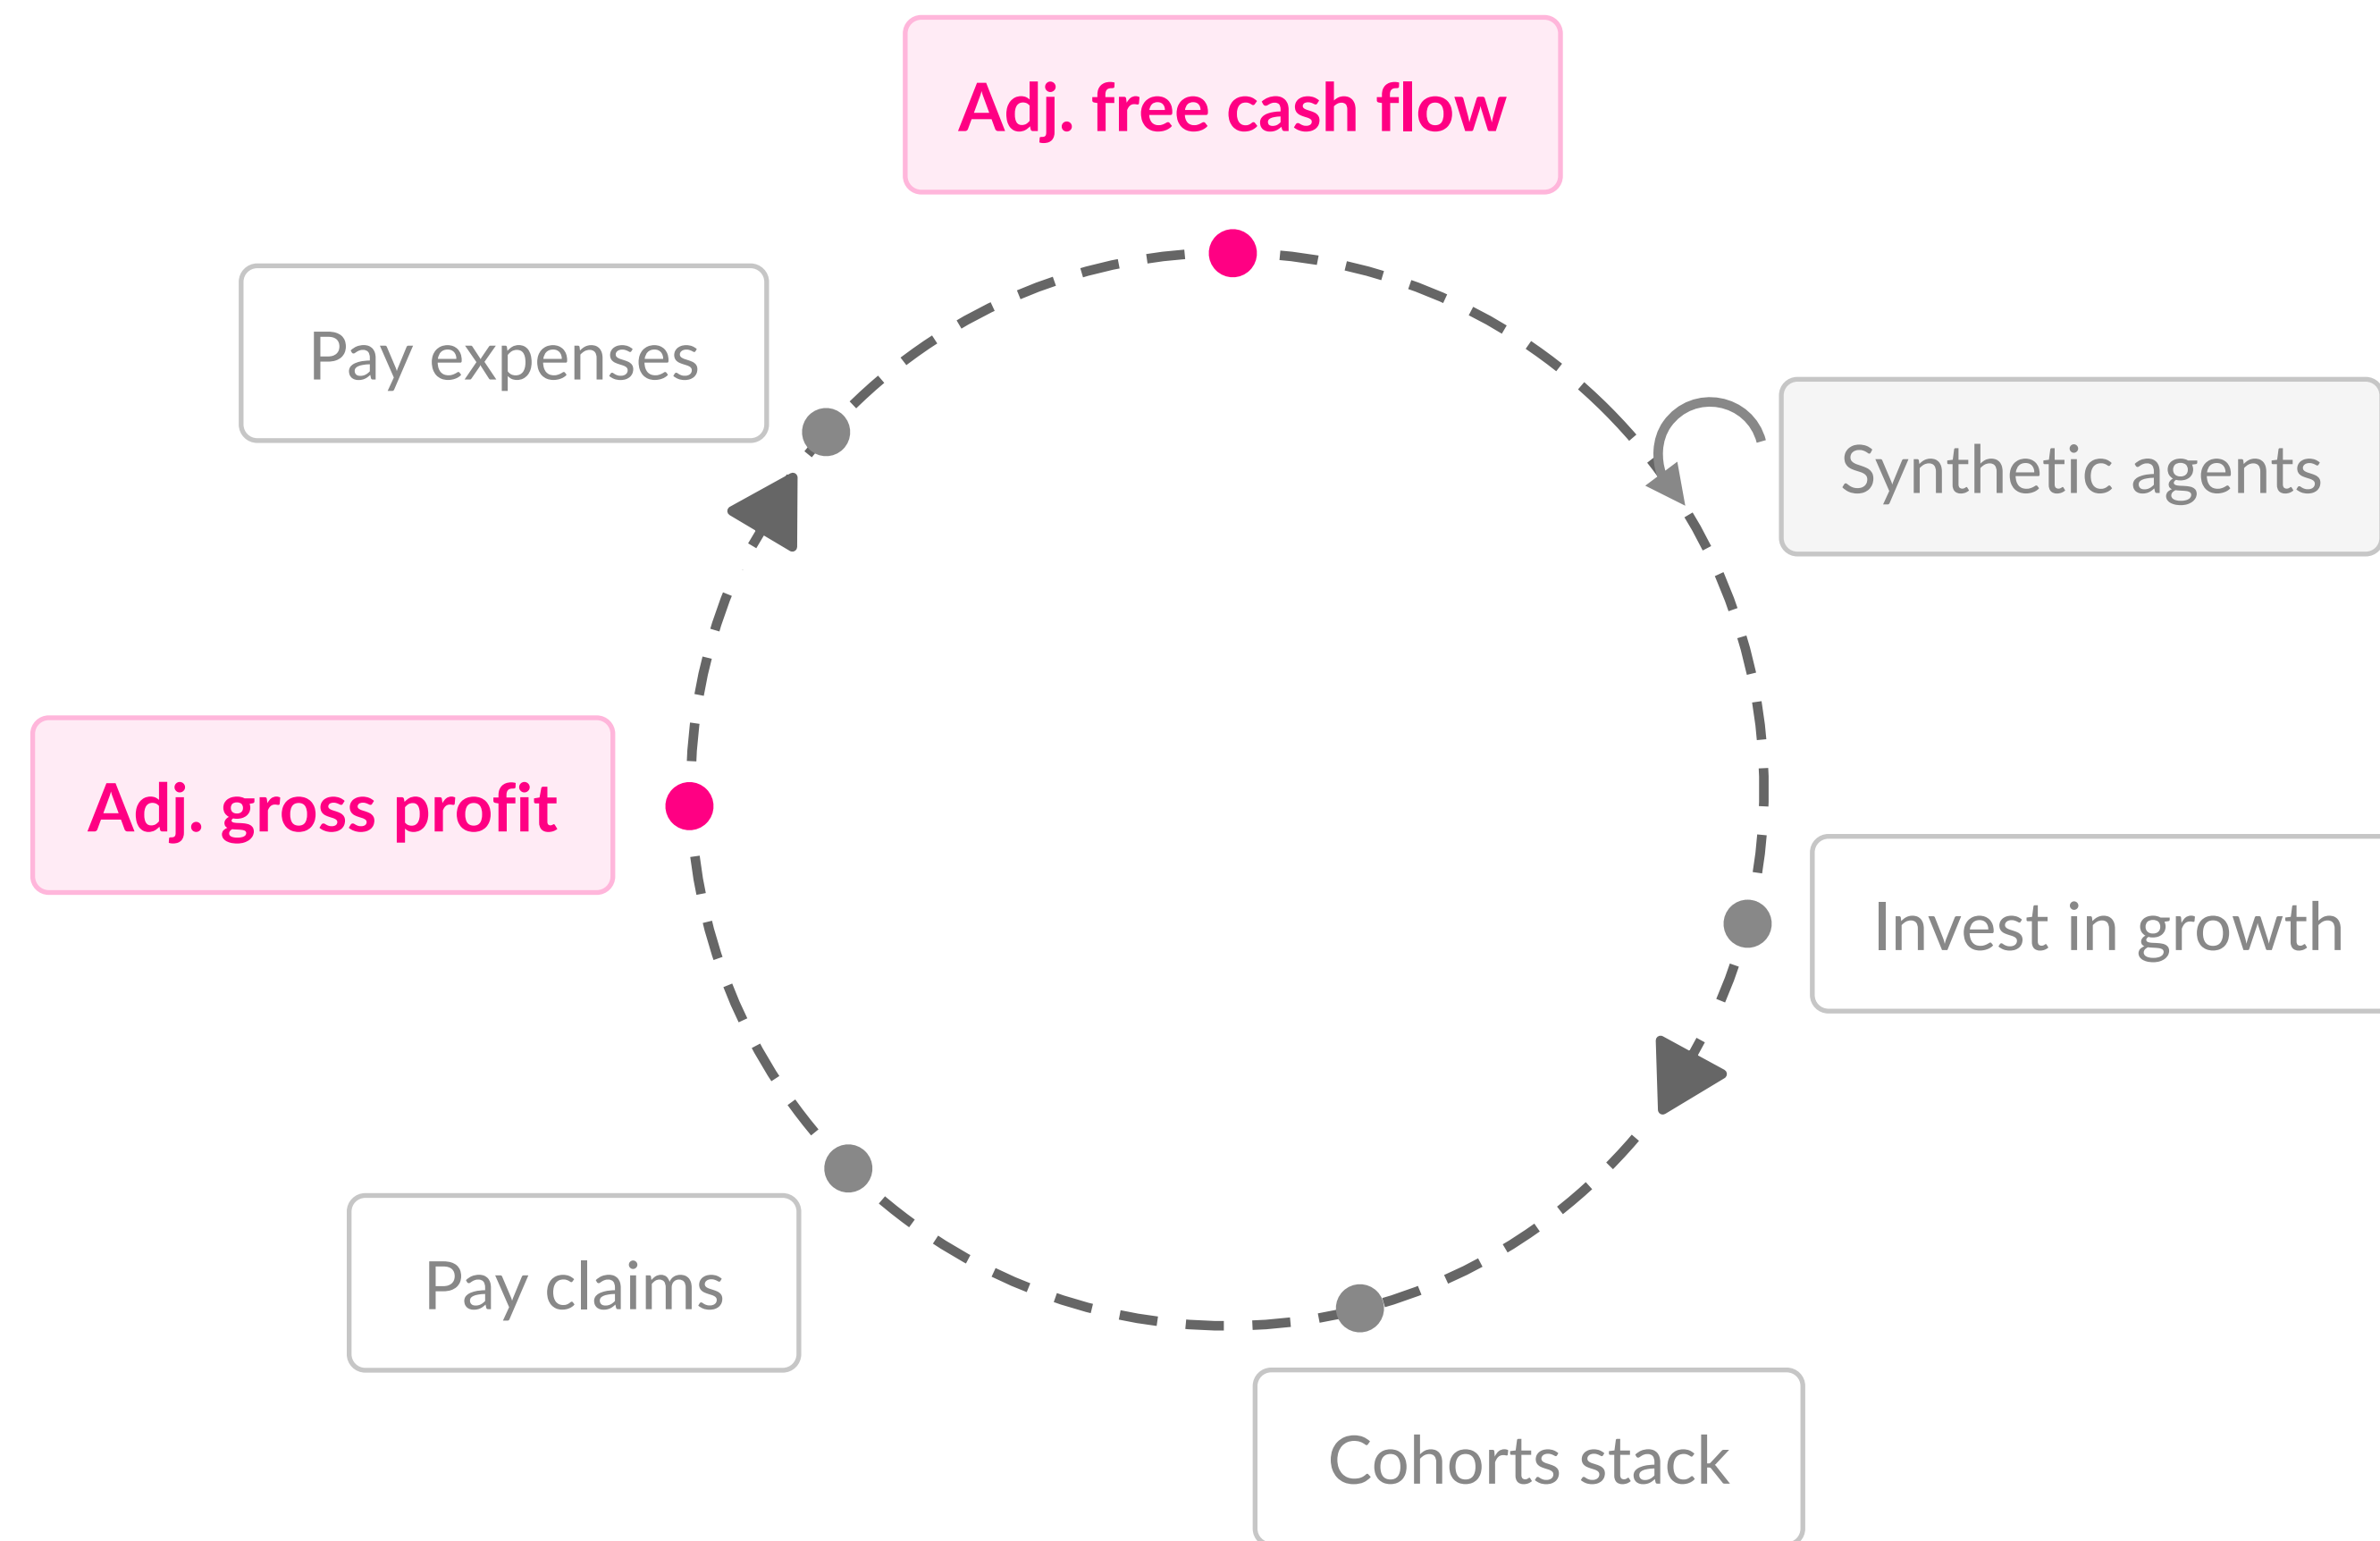 Adj. free cash flow
Pay expenses
Synthetic agents
Adj. gross profit
Invest in growth
Pay claims
Cohorts stack